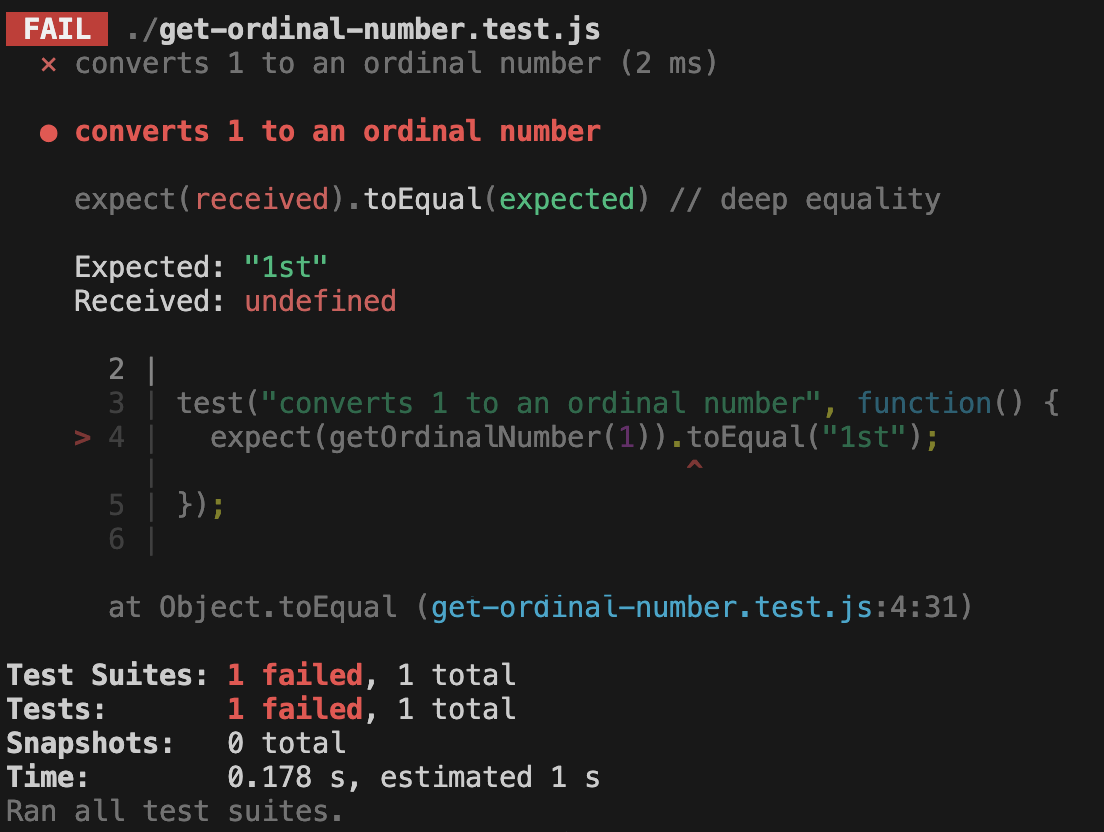 FAIL ./get-ordinal-number.test.js
✕ converts 1 to an ordinal number (2 ms)
● converts 1 to an ordinal number
expect(received).toEqual(expected) // deep equality
Expected: "1st"
Received: undefined
2 |
3 | test("converts 1 to an ordinal number", function() {
> 4 |   expect(getOrdinalNumber(1)).toEqual("1st");
|                               ^
5 | });
6 |
at Object.toEqual (get-ordinal-number.test.js:4:31)
Test Suites: 1 failed, 1 total
Tests:       1 failed, 1 total
Snapshots:   0 total
Time:        0.178 s, estimated 1 s
Ran all test suites.